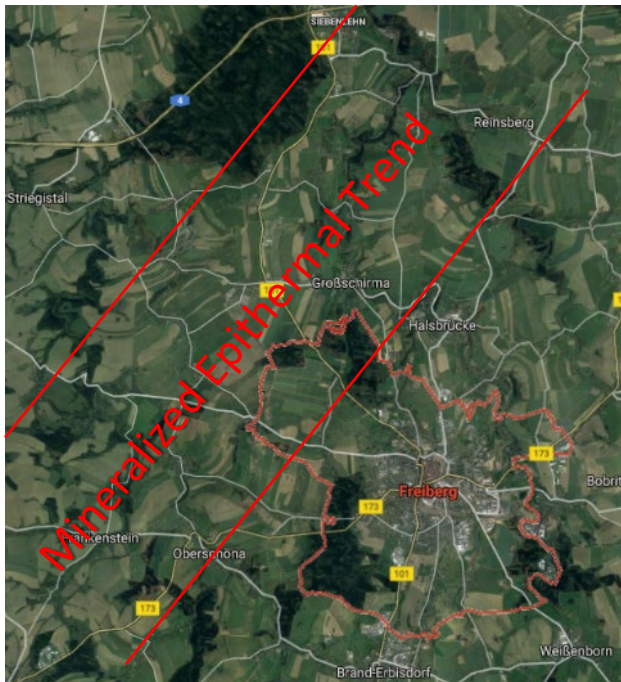 SIEBENLEHN
101
4
Reinsberg
Striegistal
Mineralized Epithermal Trend
Großschirma
Halsbrücke
173
Freiberg
Bobrit
173
Frankenstein
Oberschöna
101
173
Weißenborn
Brand-Erbisdorf